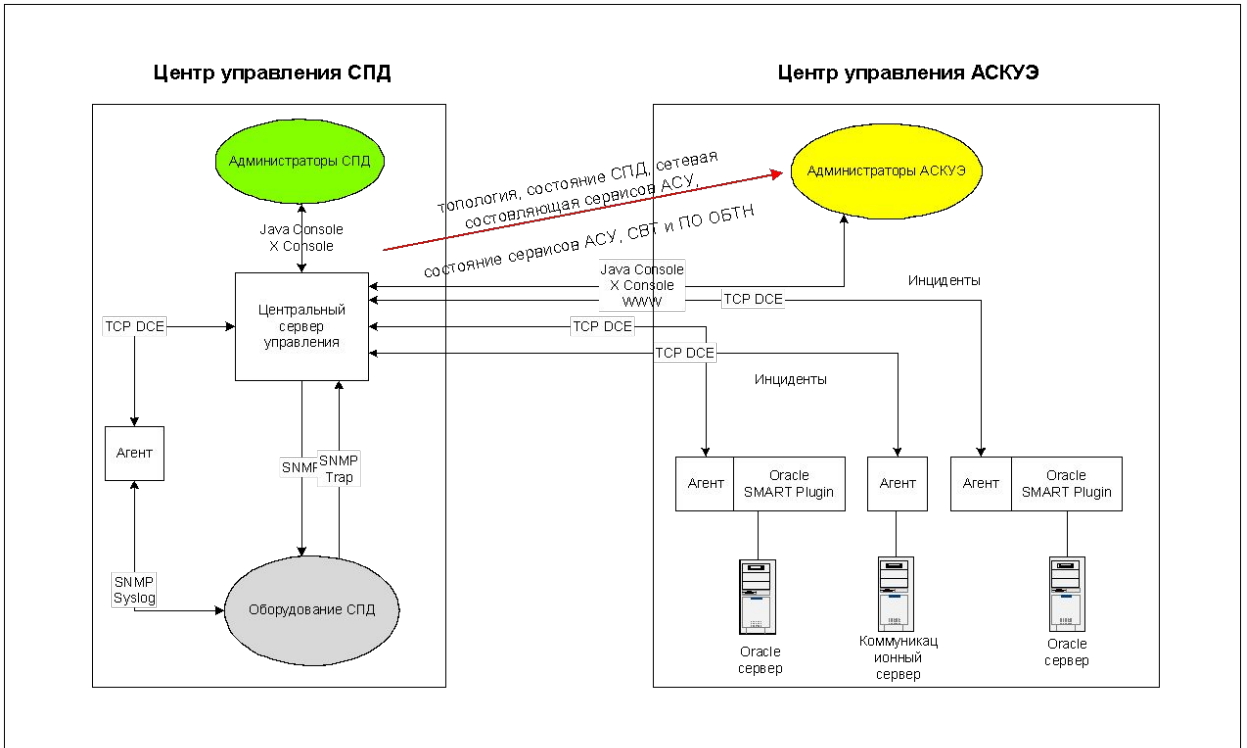 Центр управления СПД
Центр управления АСКУЭ
Администраторы СПД
Администраторы АСКУЭ
топология, состояние СПД, сетевая
состовляющая сервисов АСУ,
состояние сервисов АСУ, СВТ и ПО ОБТН
Java Console
X Console
Java Console
X Console
WWW
Инциденты
TCP DCE
Центральный
сервер
управления
TCP DCE
TCP DCE
TCP DCE
Инциденты
Агент
SNMP
SNMP
Trap
Агент
Oracle
SMART Plugin
Агент
Агент
Oracle
SMART Plugin
SNMP
Syslog
Оборудование СПД
Oracle
сервер
Коммуникац
ионный
сервер
Oracle
сервер